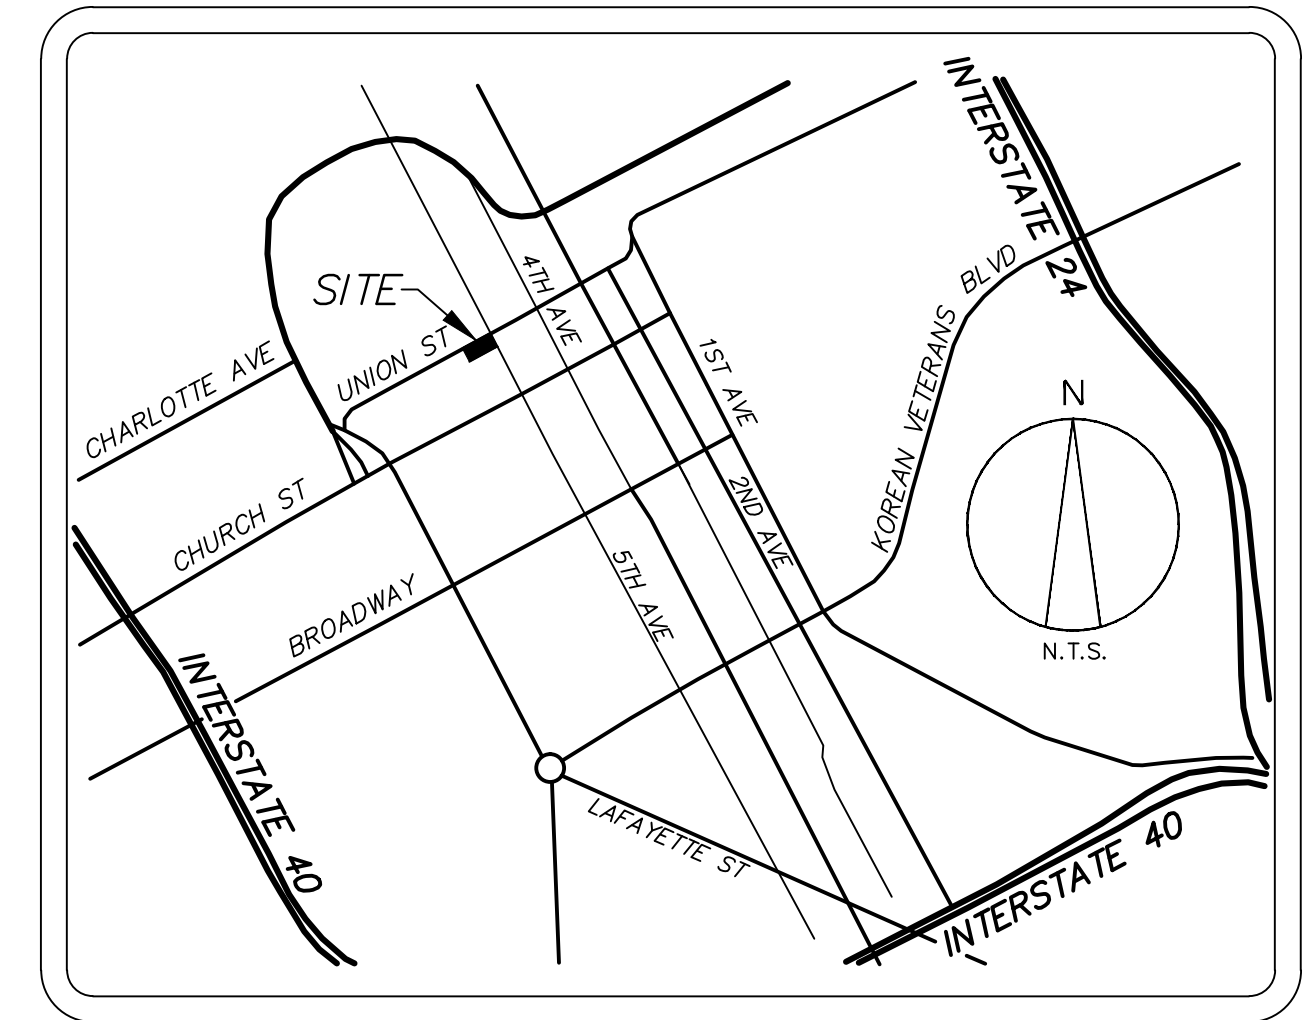 INTERSTATE 24
SITE
4TH AVE
KOREAN VETERANS BLVD
UNION ST
CHARLOTTE AVE
1ST AVE
N
CHURCH ST
2ND AVE
BROADWAY
5TH AVE
N.T.S.
INTERSTATE 40
LAFAYETTE ST
INTERSTATE 40